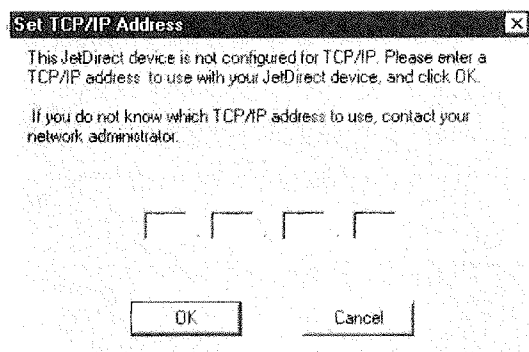 Set TCP/IP Address
This JetDirect device is not configured for TCP/IP. Please enter a
TCP/IP address to use with your JetDirect device, and click OK.
If you do not know which TCP/IP address to use, contact your
network administrator.
. . .
OK Cancel